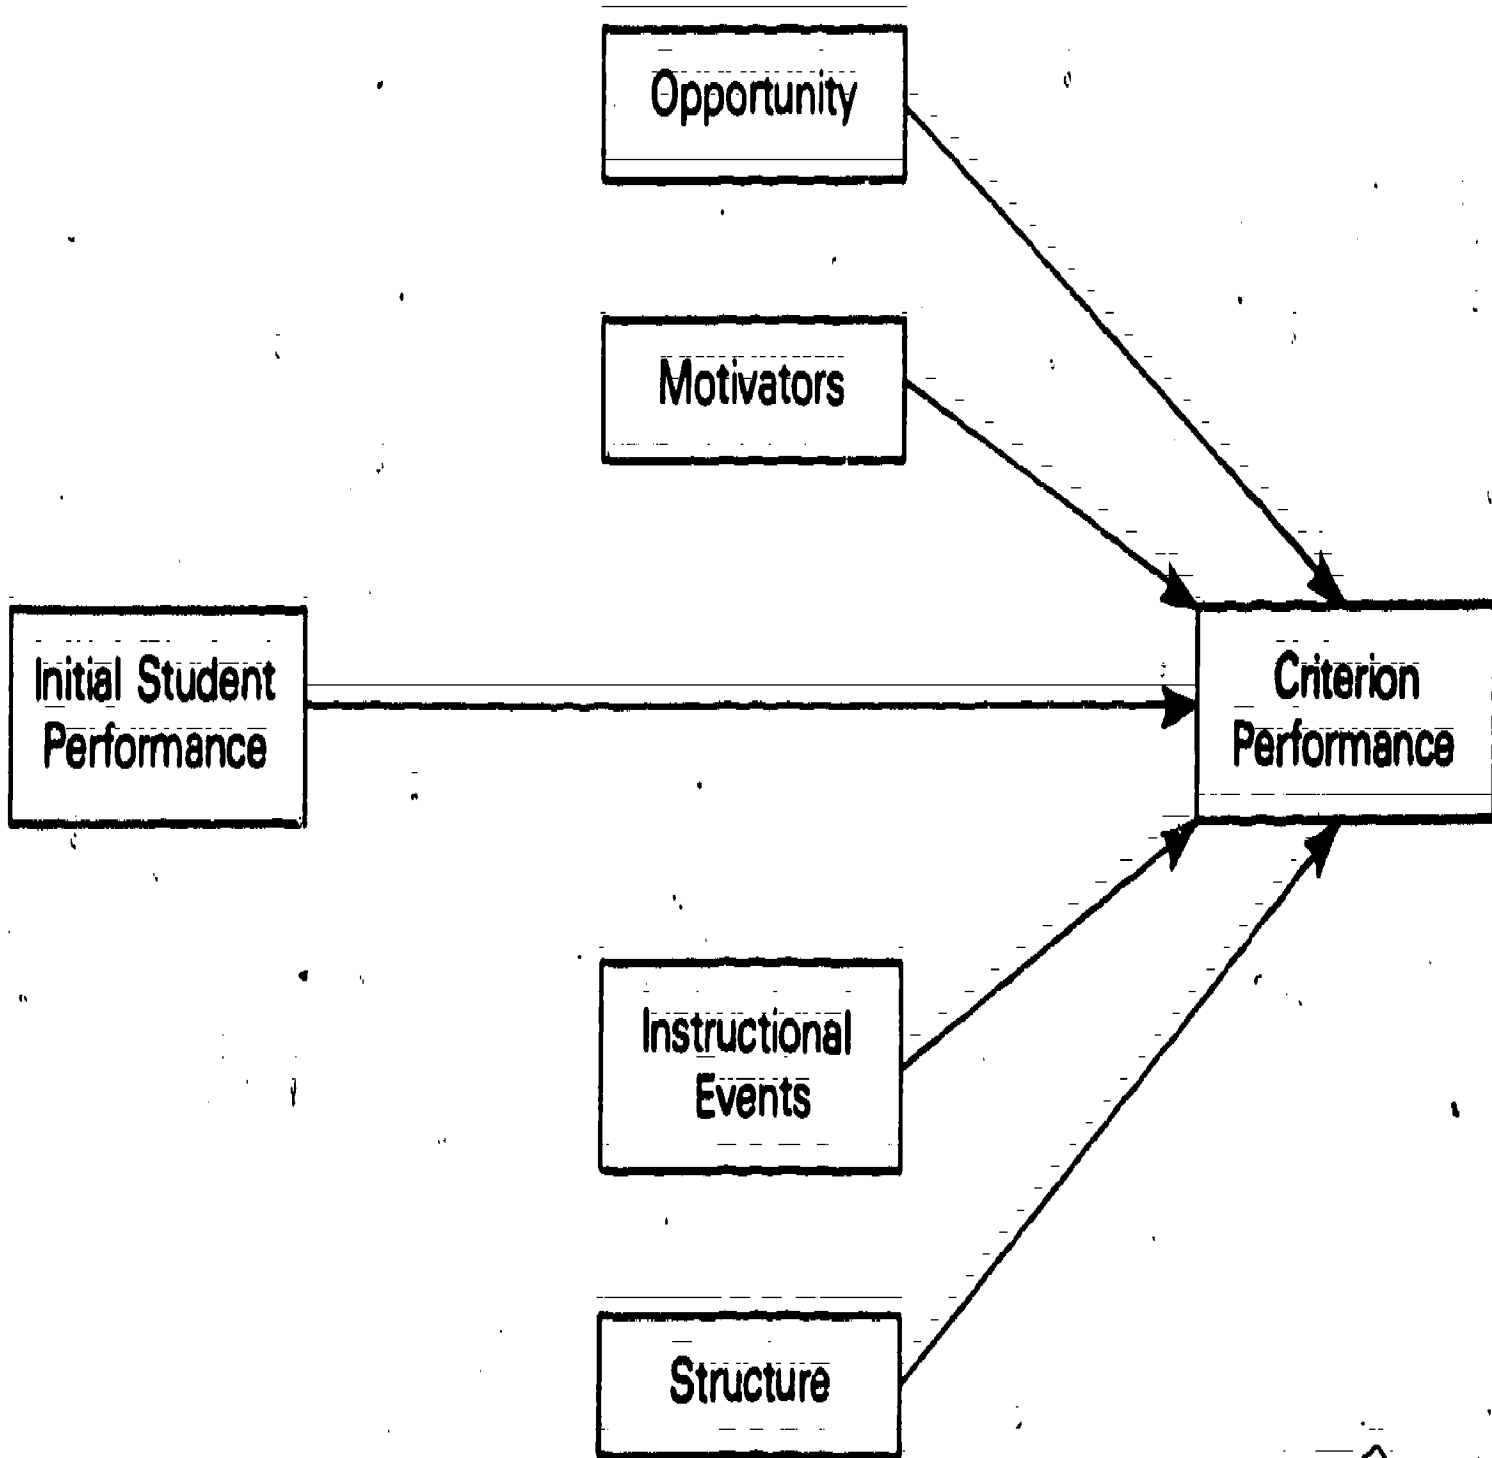 Opportunity
Motivators
Initial Student
Performance
Criterion
Performance
Instructional
Events
Structure